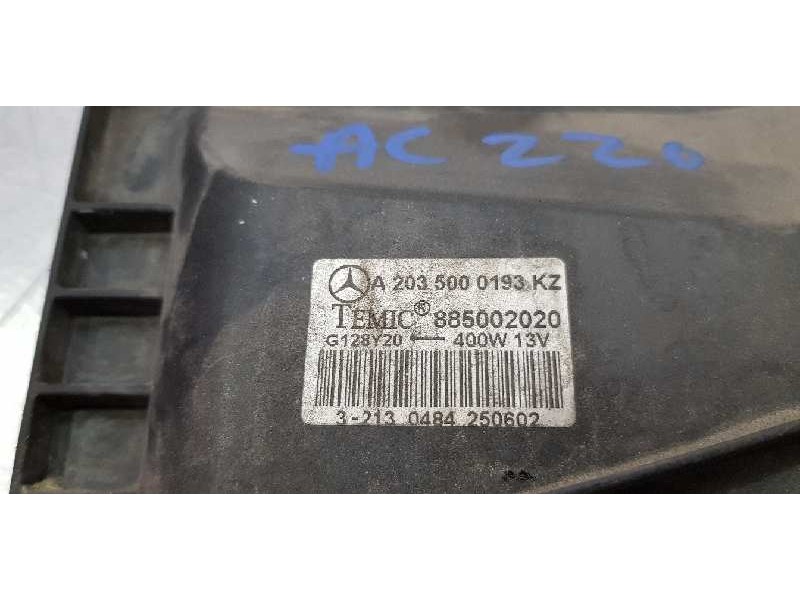 AC 220
A 203 500 0193 KZ
TEMIC® 885002020
G128Y20 ← 400W 13V
3-213 0484 250602